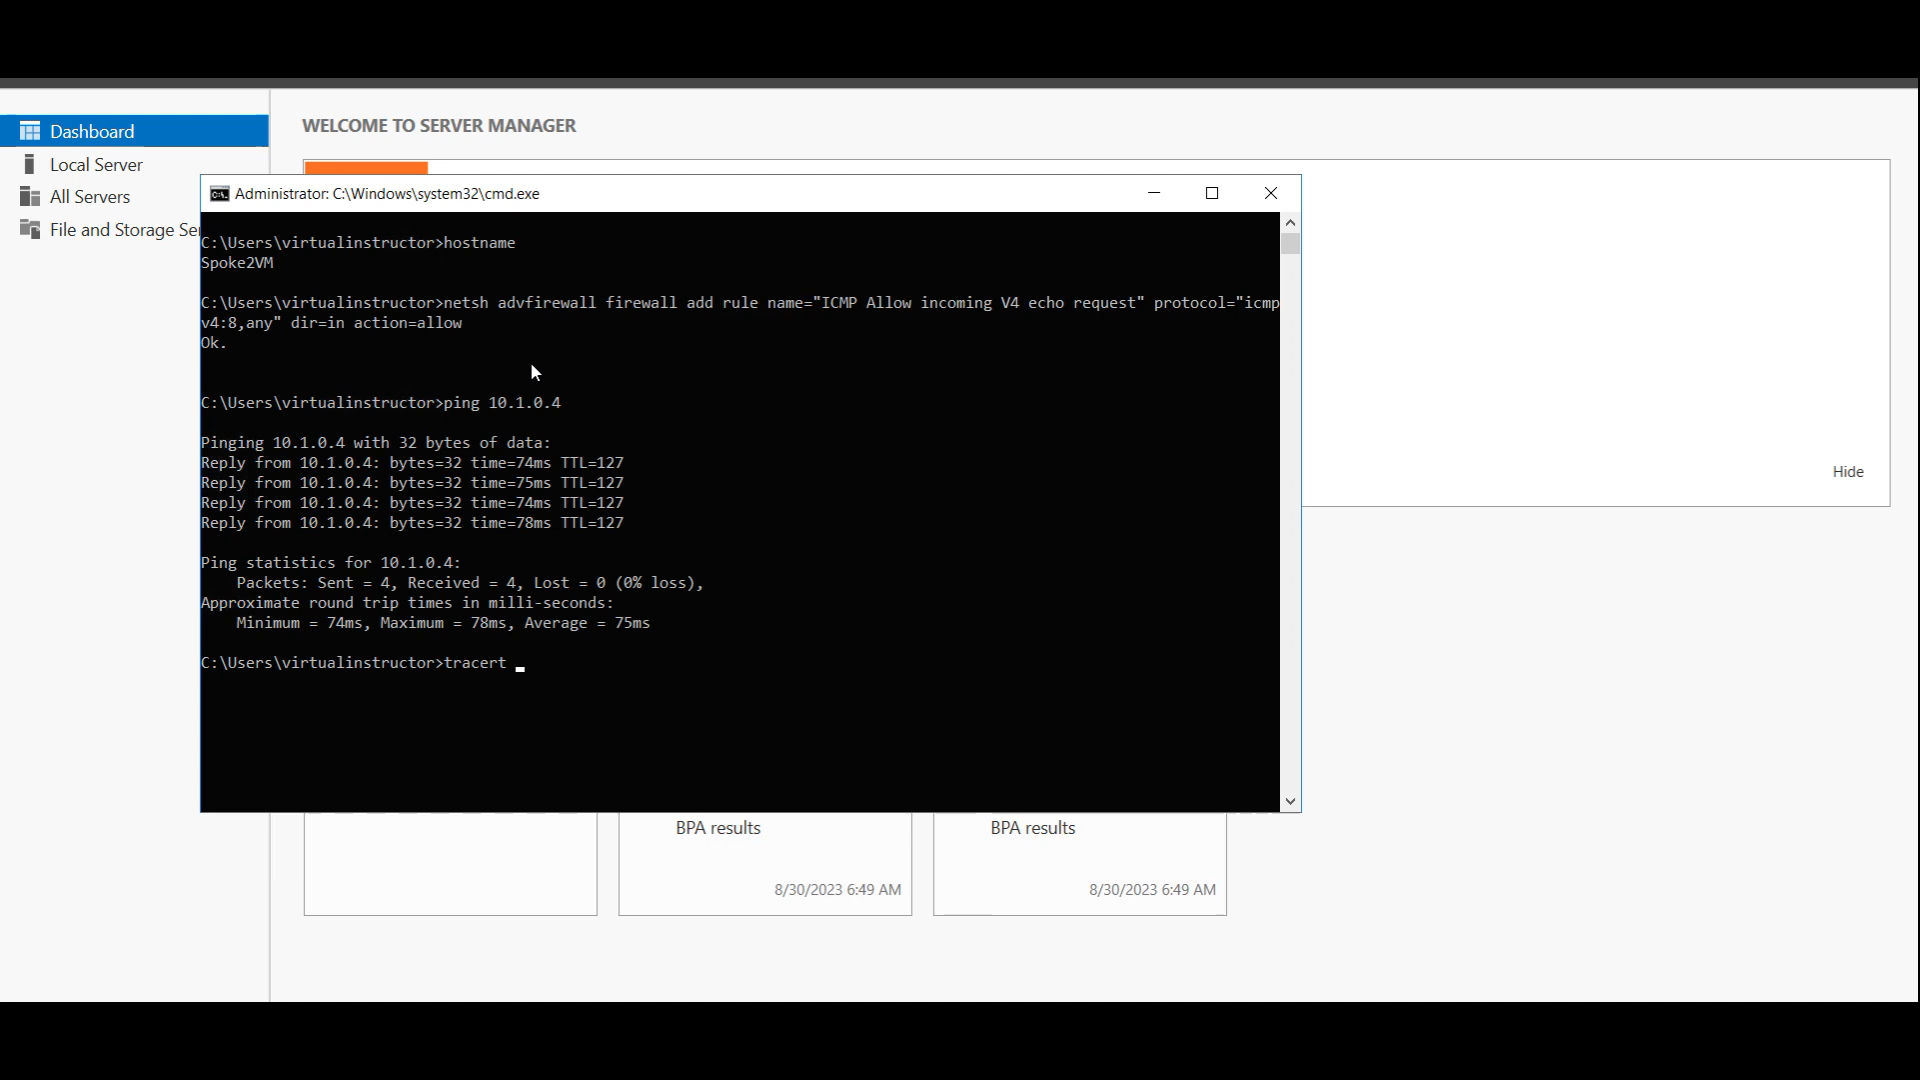 WELCOME TO SERVER MANAGER
Dashboard
Local Server
All Servers
File and Storage Ser
Administrator: C:\Windows\system32\cmd.exe
C:\Users\virtualinstructor>hostname
Spoke2VM
C:\Users\virtualinstructor>netsh advfirewall firewall add rule name="ICMP Allow incoming V4 echo request" protocol="icmp
v4:8,any" dir=in action=allow
Ok.
C:\Users\virtualinstructor>ping 10.1.0.4
Pinging 10.1.0.4 with 32 bytes of data:
Reply from 10.1.0.4: bytes=32 time=74ms TTL=127
Reply from 10.1.0.4: bytes=32 time=75ms TTL=127
Reply from 10.1.0.4: bytes=32 time=74ms TTL=127
Reply from 10.1.0.4: bytes=32 time=78ms TTL=127
Ping statistics for 10.1.0.4:
Packets: Sent = 4, Received = 4, Lost = 0 (0% loss),
Approximate round trip times in milli-seconds:
Minimum = 74ms, Maximum = 78ms, Average = 75ms
C:\Users\virtualinstructor>tracert
Hide
BPA results
8/30/2023 6:49 AM
BPA results
8/30/2023 6:49 AM